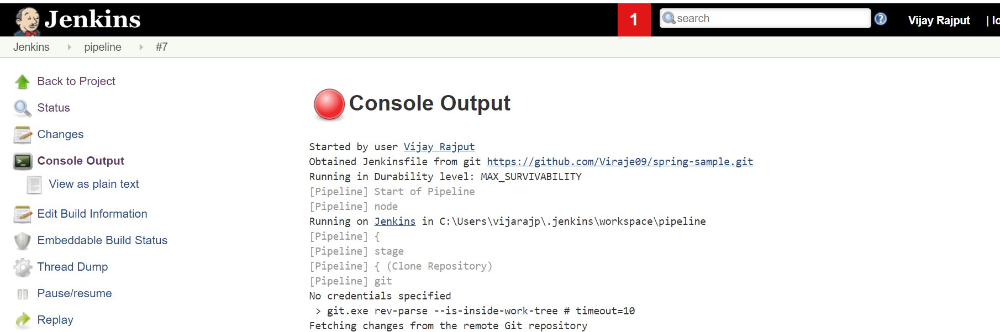 Jenkins
1
search
?
Vijay Rajput
|
Jenkins
pipeline
#7
Back to Project
Status
Changes
Console Output
View as plain text
Edit Build Information
Embeddable Build Status
Thread Dump
Pause/resume
Replay
Console Output
Started by user Vijay Rajput
Obtained Jenkinsfile from git https://github.com/Viraje09/spring-sample.git
Running in Durability level: MAX_SURVIVABILITY
[Pipeline] Start of Pipeline
[Pipeline] node
Running on Jenkins in C:\Users\vijarajp\.jenkins\workspace\pipeline
[Pipeline] {
[Pipeline] stage
[Pipeline] { (Clone Repository)
[Pipeline] git
No credentials specified
> git.exe rev-parse --is-inside-work-tree # timeout=10
Fetching changes from the remote Git repository